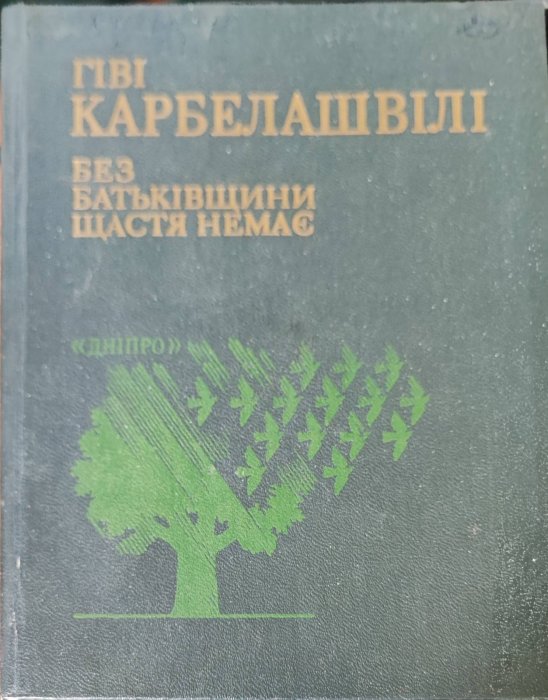 ГІВІ
КАРБЕЛАШВІЛІ
БЕЗ
БАТЬКІВЩИНИ
ЩАСТЯ НЕМАЄ
«ДНІПРО»